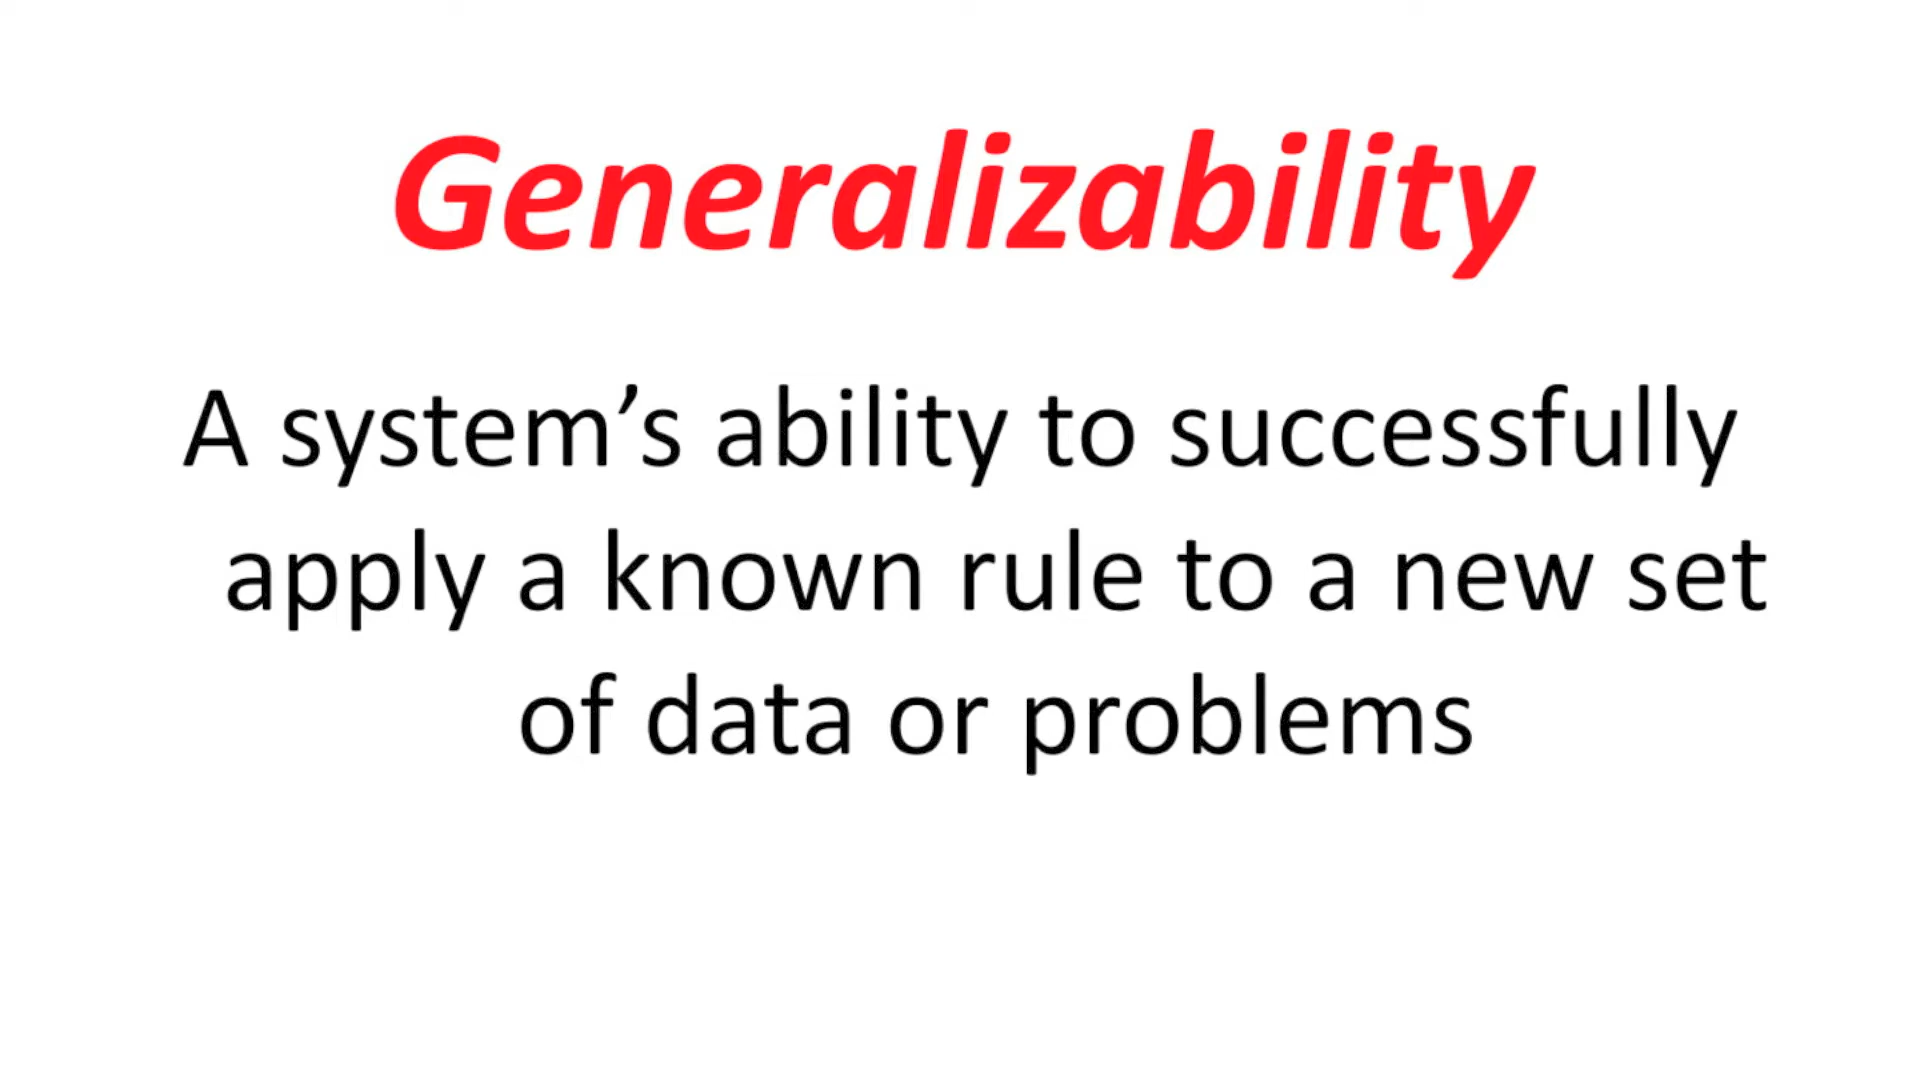 Generalizability
A system’s ability to successfully
apply a known rule to a new set
of data or problems